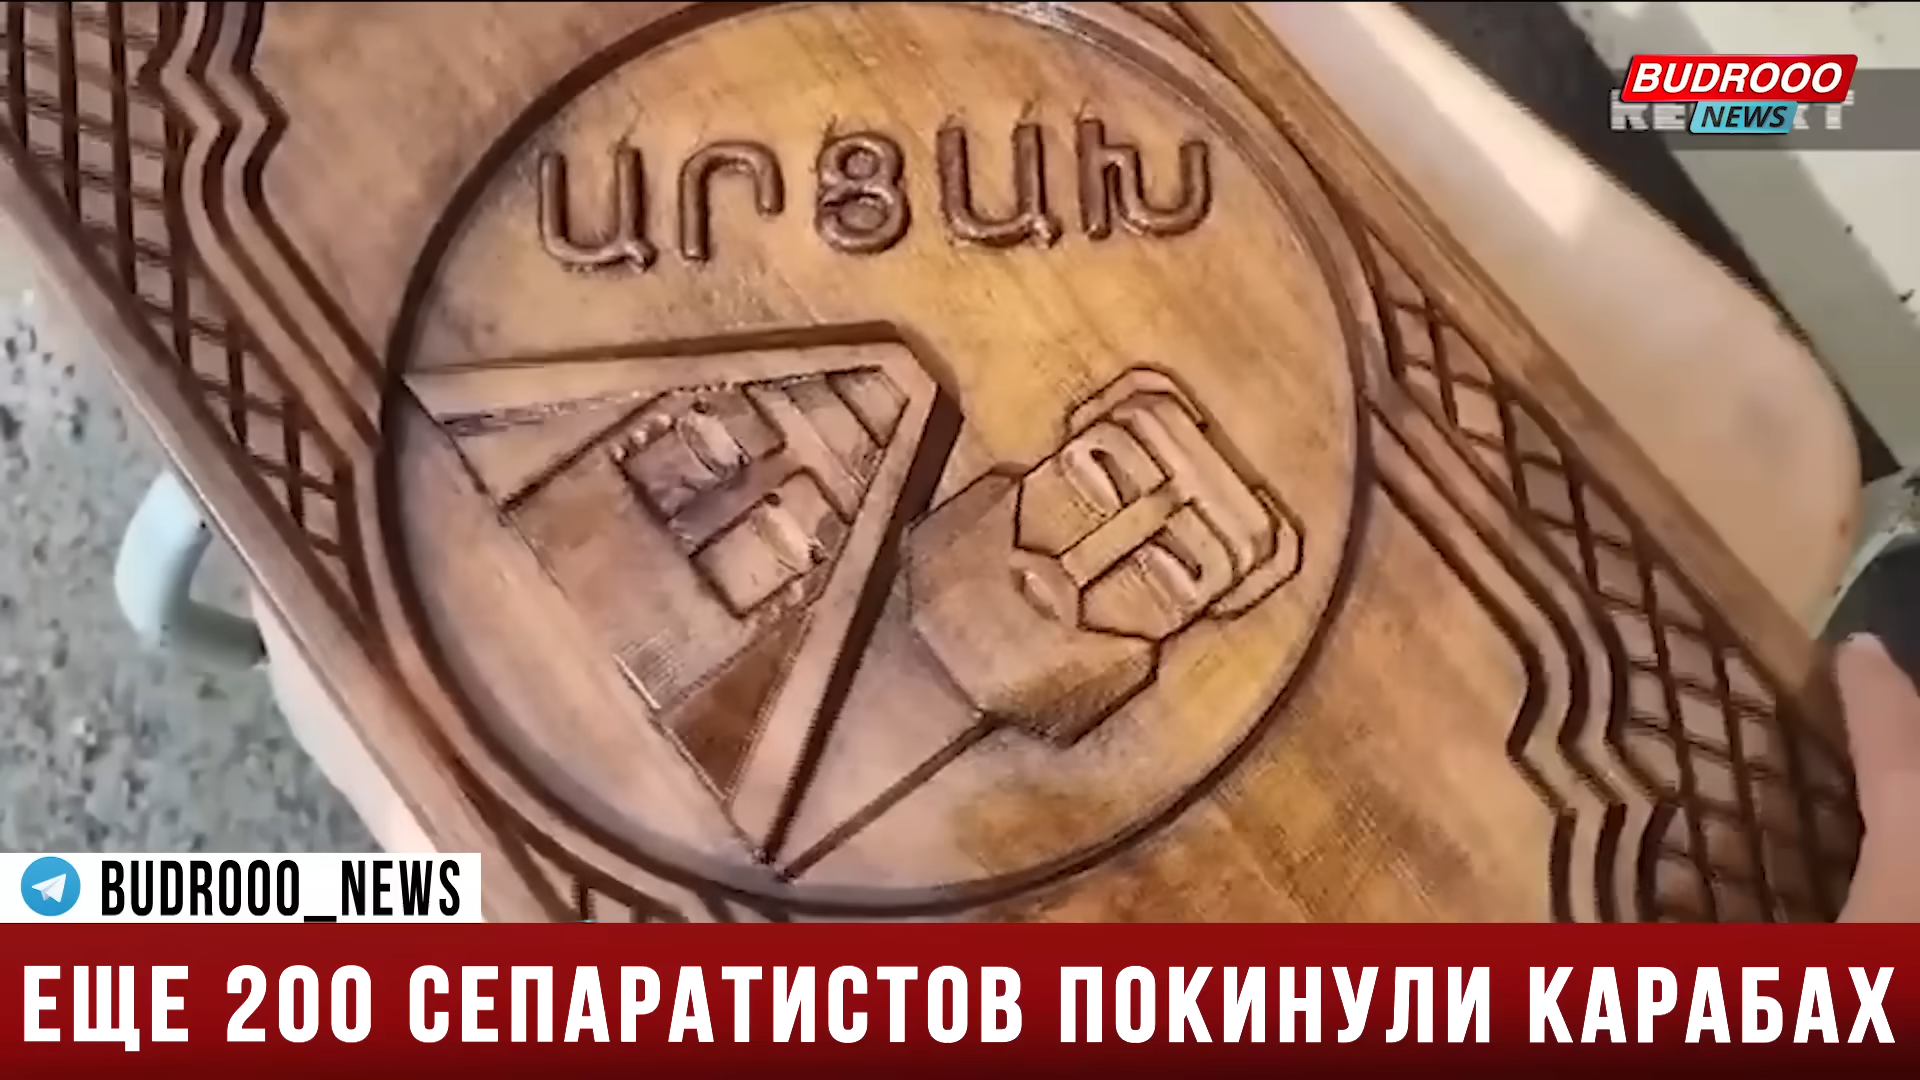 ԱՐՑԱԽ
BUDROOO
NEWS
BUDROOO_NEWS
ЕЩЕ 200 СЕПАРАТИСТОВ ПОКИНУЛИ КАРАБАХ